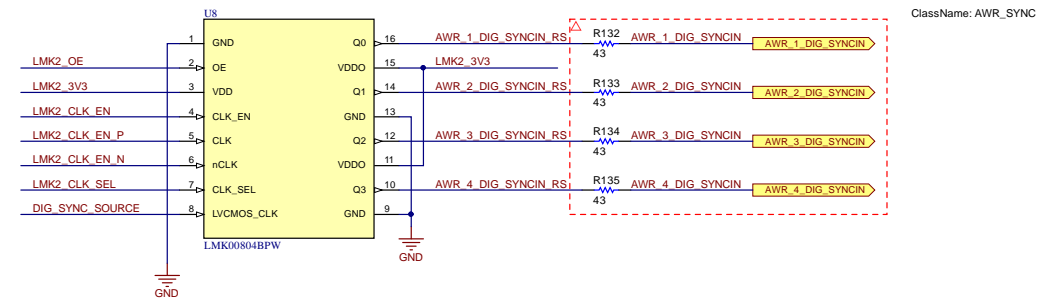 ClassName: AWR_SYNC
U8
1 GND Q0 16 AWR_1_DIG_SYNCIN_RS R132 43 AWR_1_DIG_SYNCIN AWR_1_DIG_SYNCIN
LMK2_OE 2 OE VDDO 15 LMK2_3V3
LMK2_3V3 3 VDD Q1 14 AWR_2_DIG_SYNCIN_RS R133 43 AWR_2_DIG_SYNCIN AWR_2_DIG_SYNCIN
LMK2_CLK_EN 4 CLK_EN GND 13
LMK2_CLK_EN_P 5 CLK Q2 12 AWR_3_DIG_SYNCIN_RS R134 43 AWR_3_DIG_SYNCIN AWR_3_DIG_SYNCIN
LMK2_CLK_EN_N 6 nCLK VDDO 11
LMK2_CLK_SEL 7 CLK_SEL Q3 10 AWR_4_DIG_SYNCIN_RS R135 43 AWR_4_DIG_SYNCIN AWR_4_DIG_SYNCIN
DIG_SYNC_SOURCE 8 LVCMOS_CLK GND 9
LMK00804BPW
GND
GND